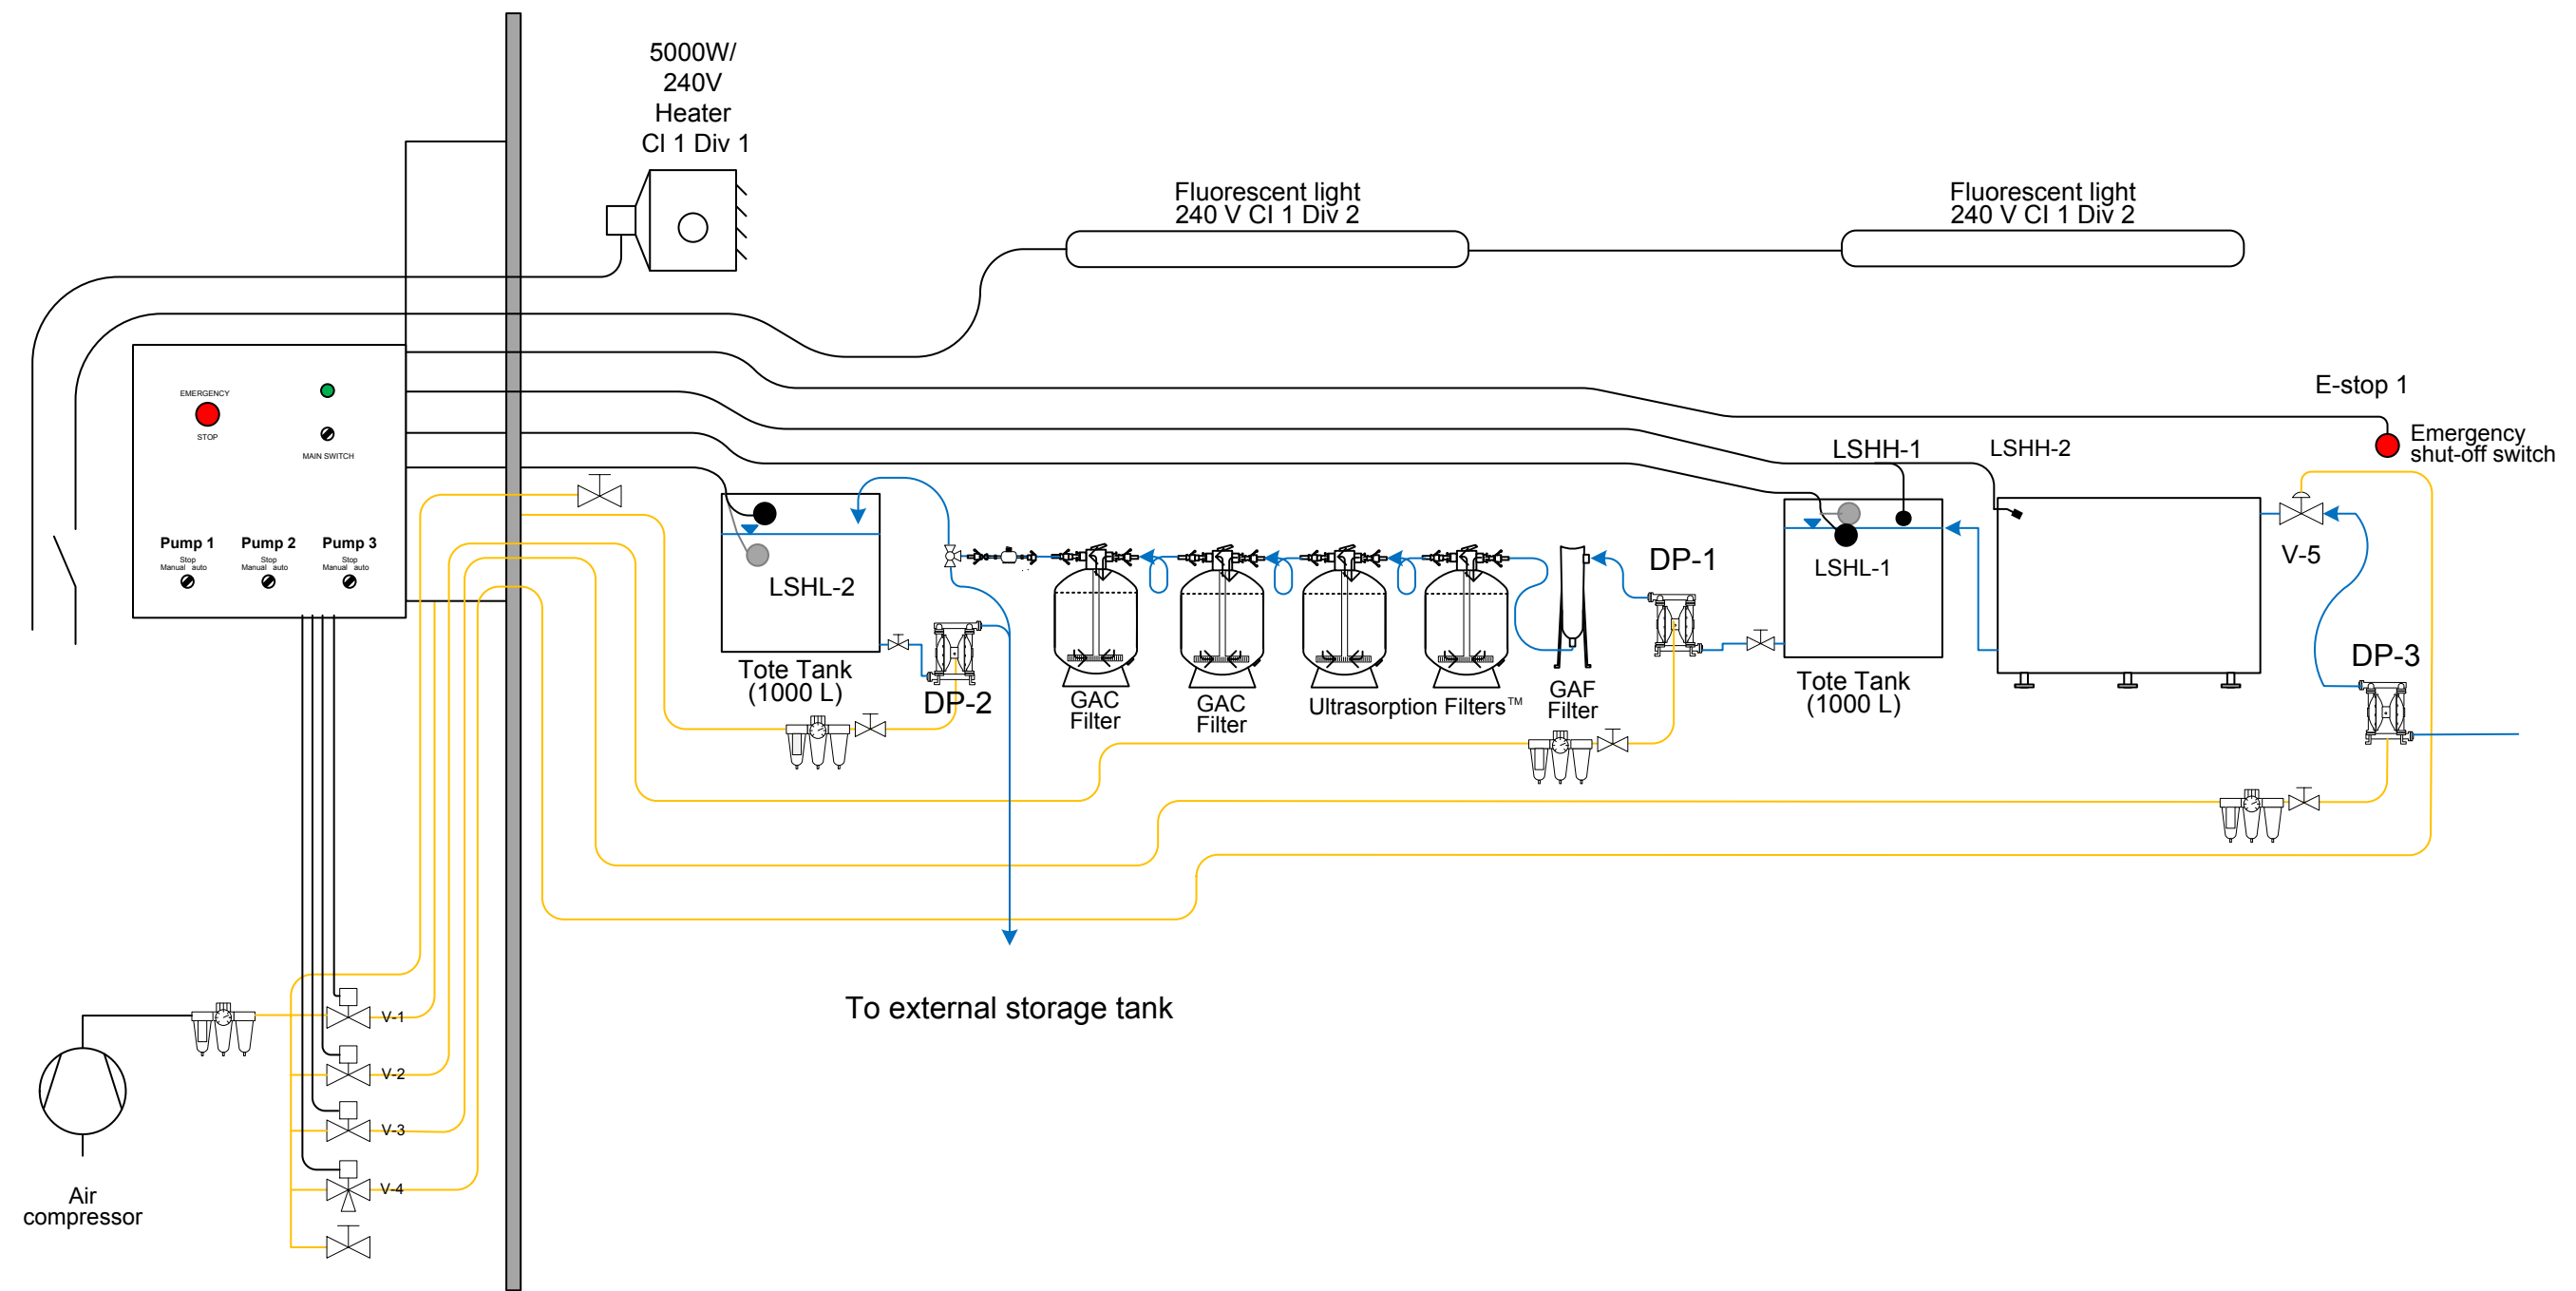 5000W/
240V
Heater
Cl 1 Div 1
Fluorescent light
240 V Cl 1 Div 2
Fluorescent light
240 V Cl 1 Div 2
EMERGENCY
STOP
MAIN SWITCH
Pump 1
Stop
Manual auto
Pump 2
Stop
Manual auto
Pump 3
Stop
Manual auto
E-stop 1
Emergency
shut-off switch
LSHH-1
LSHH-2
LSHL-1
LSHL-2
V-5
DP-1
DP-3
DP-2
Tote Tank
(1000 L)
GAC
Filter
GAC
Filter
Ultrasorption Filters™
GAF
Filter
Tote Tank
(1000 L)
To external storage tank
V-1
V-2
V-3
V-4
Air
compressor